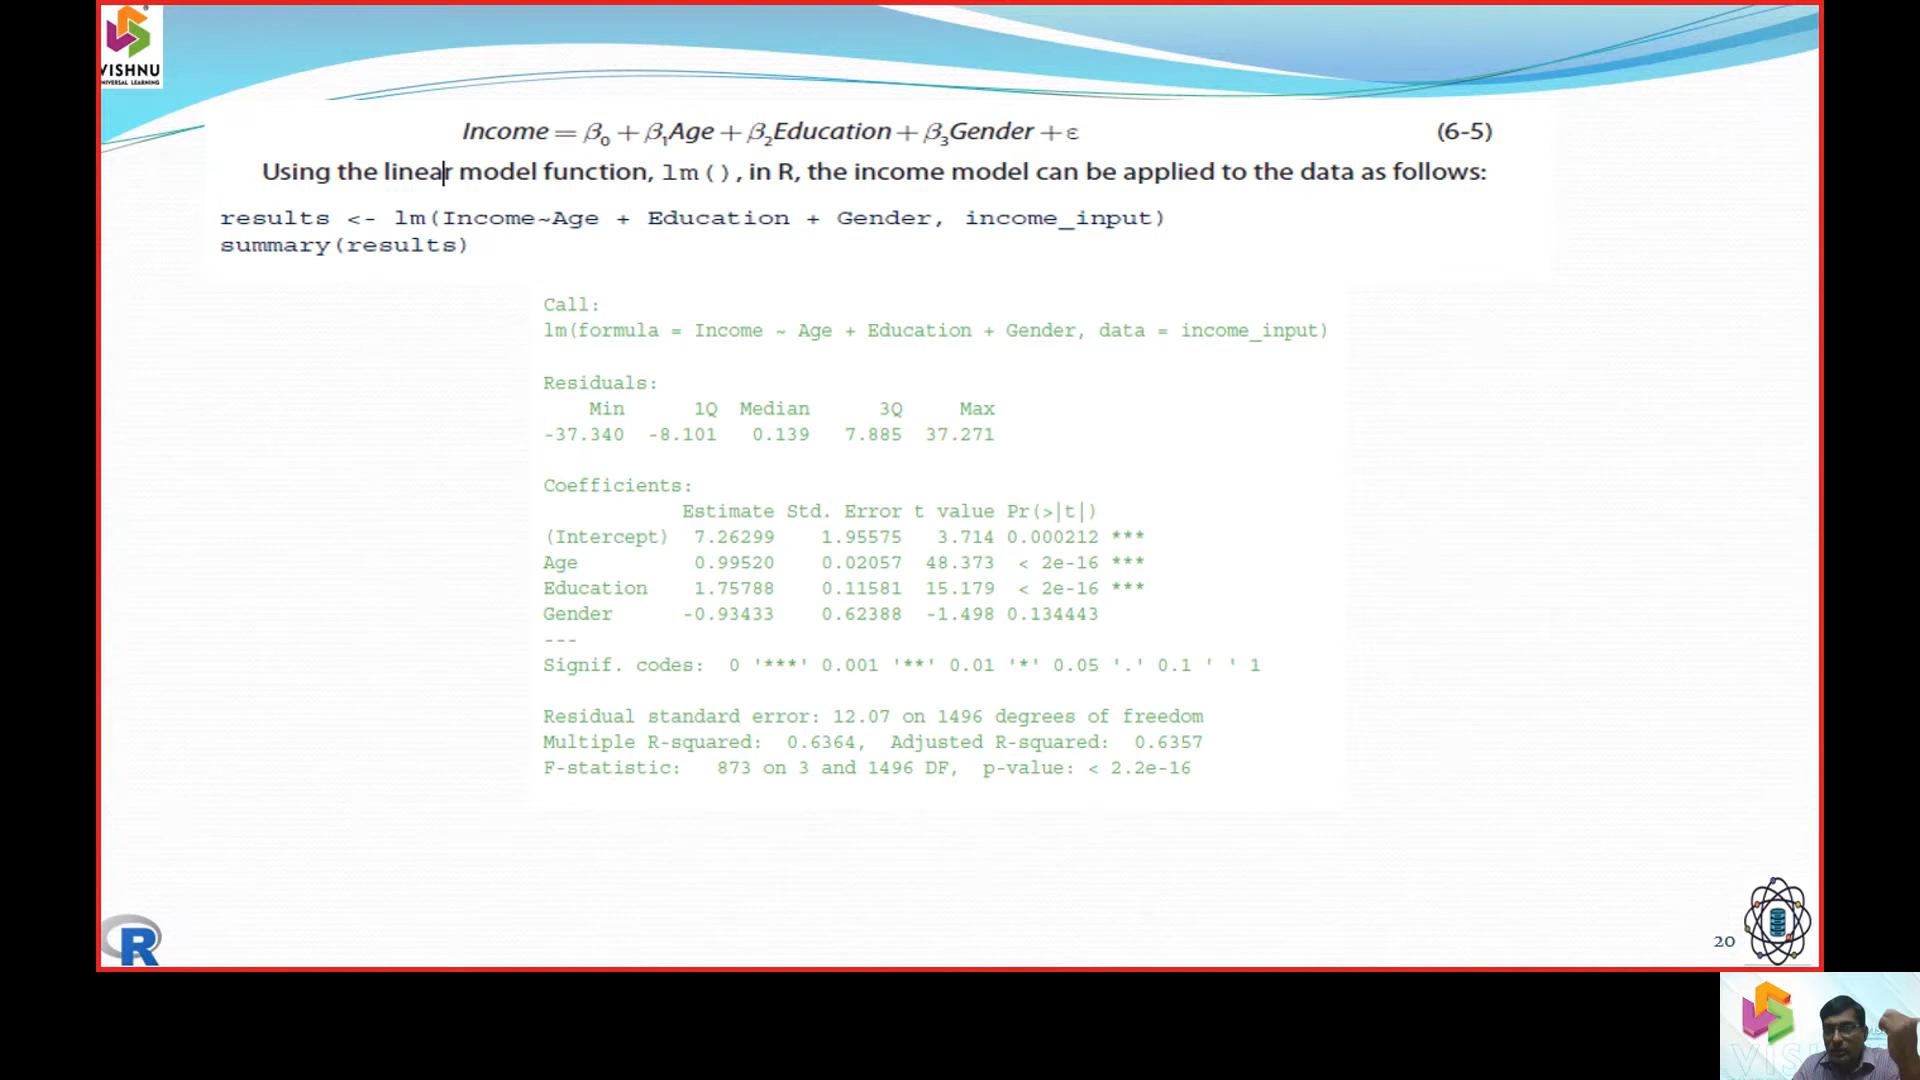 VISHNU
UNIVERSAL LEARNING
Income = β0 + β1Age + β2Education + β3Gender + ε (6-5)
Using the linear model function, lm(), in R, the income model can be applied to the data as follows:
results <- lm(Income~Age + Education + Gender, income_input)
summary(results)
Call:
lm(formula = Income ~ Age + Education + Gender, data = income_input)
Residuals:
Min 1Q Median 3Q Max
-37.340 -8.101 0.139 7.885 37.271
Coefficients:
Estimate Std. Error t value Pr(>|t|)
(Intercept) 7.26299 1.95575 3.714 0.000212 ***
Age 0.99520 0.02057 48.373 < 2e-16 ***
Education 1.75788 0.11581 15.179 < 2e-16 ***
Gender -0.93433 0.62388 -1.498 0.134443
---
Signif. codes: 0 '***' 0.001 '**' 0.01 '*' 0.05 '.' 0.1 ' ' 1
Residual standard error: 12.07 on 1496 degrees of freedom
Multiple R-squared: 0.6364, Adjusted R-squared: 0.6357
F-statistic: 873 on 3 and 1496 DF, p-value: < 2.2e-16
R
20